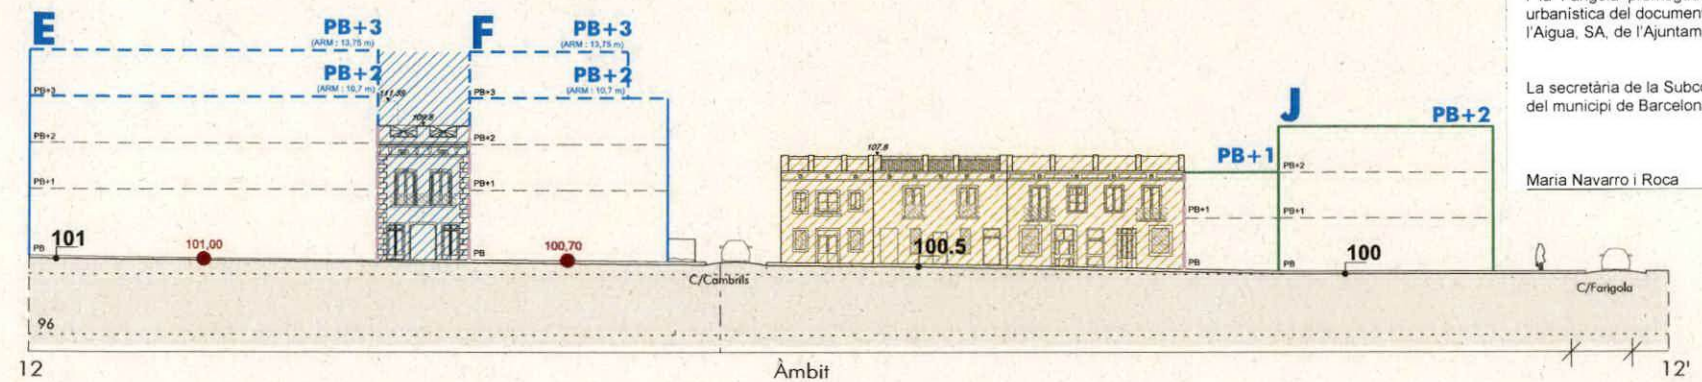 urbanística del document
l'Aigua, SA, de l'Ajuntam
La secretària de la Subco
del municipi de Barcelon
Maria Navarro i Roca
E
PB+3
(ARM : 13,75 m)
F
PB+3
(ARM : 13,75 m)
PB+2
(ARM : 10,7 m)
PB+2
(ARM : 10,7 m)
PB+3
PB+3
109.8
J
PB+2
PB+2
PB+2
107.8
PB+1
PB+2
PB+1
PB+1
PB+1
PB+1
PB
101
101,00
PB
100,70
100.5
PB
PB
100
C/Cambrils
C/Farigola
96
12
Àmbit
12'